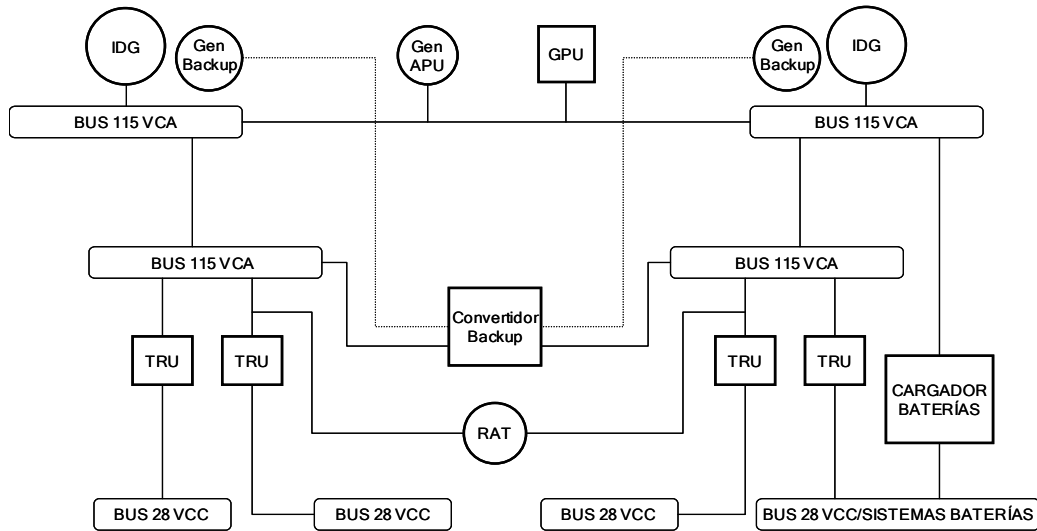 IDG
Gen
Backup
Gen
APU
GPU
Gen
Backup
IDG
BUS 115 VCA
BUS 115 VCA
BUS 115 VCA
BUS 115 VCA
Convertidor
Backup
TRU
TRU
TRU
TRU
CARGADOR
BATERÍAS
RAT
BUS 28 VCC
BUS 28 VCC
BUS 28 VCC
BUS 28 VCC/SISTEMAS BATERÍAS